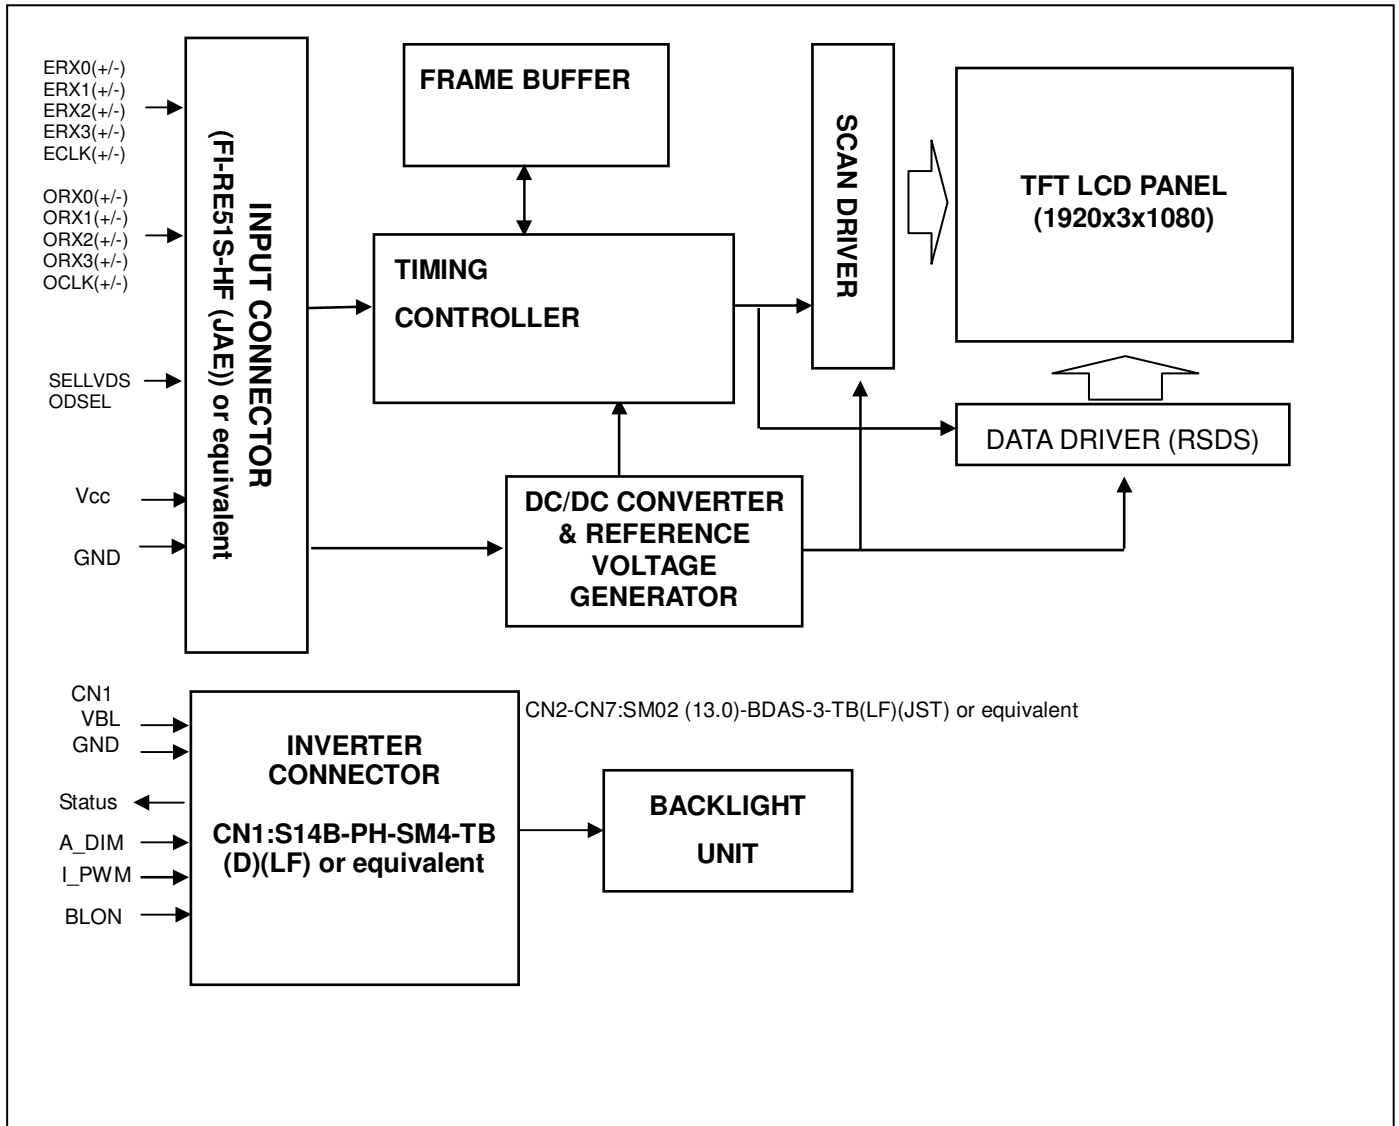 ERX0(+/-)
ERX1(+/-)
ERX2(+/-)
ERX3(+/-)
ECLK(+/-)
ORX0(+/-)
ORX1(+/-)
ORX2(+/-)
ORX3(+/-)
OCLK(+/-)
SELLVDS
ODSEL
Vcc
GND
INPUT CONNECTOR
(FI-RE51S-HF (JAE)) or equivalent
FRAME BUFFER
TIMING
CONTROLLER
SCAN DRIVER
TFT LCD PANEL
(1920x3x1080)
DATA DRIVER (RSDS)
DC/DC CONVERTER
& REFERENCE
VOLTAGE
GENERATOR
CN1
VBL
GND
Status
A_DIM
I_PWM
BLON
INVERTER
CONNECTOR
CN1:S14B-PH-SM4-TB
(D)(LF) or equivalent
CN2-CN7:SM02 (13.0)-BDAS-3-TB(LF)(JST) or equivalent
BACKLIGHT
UNIT